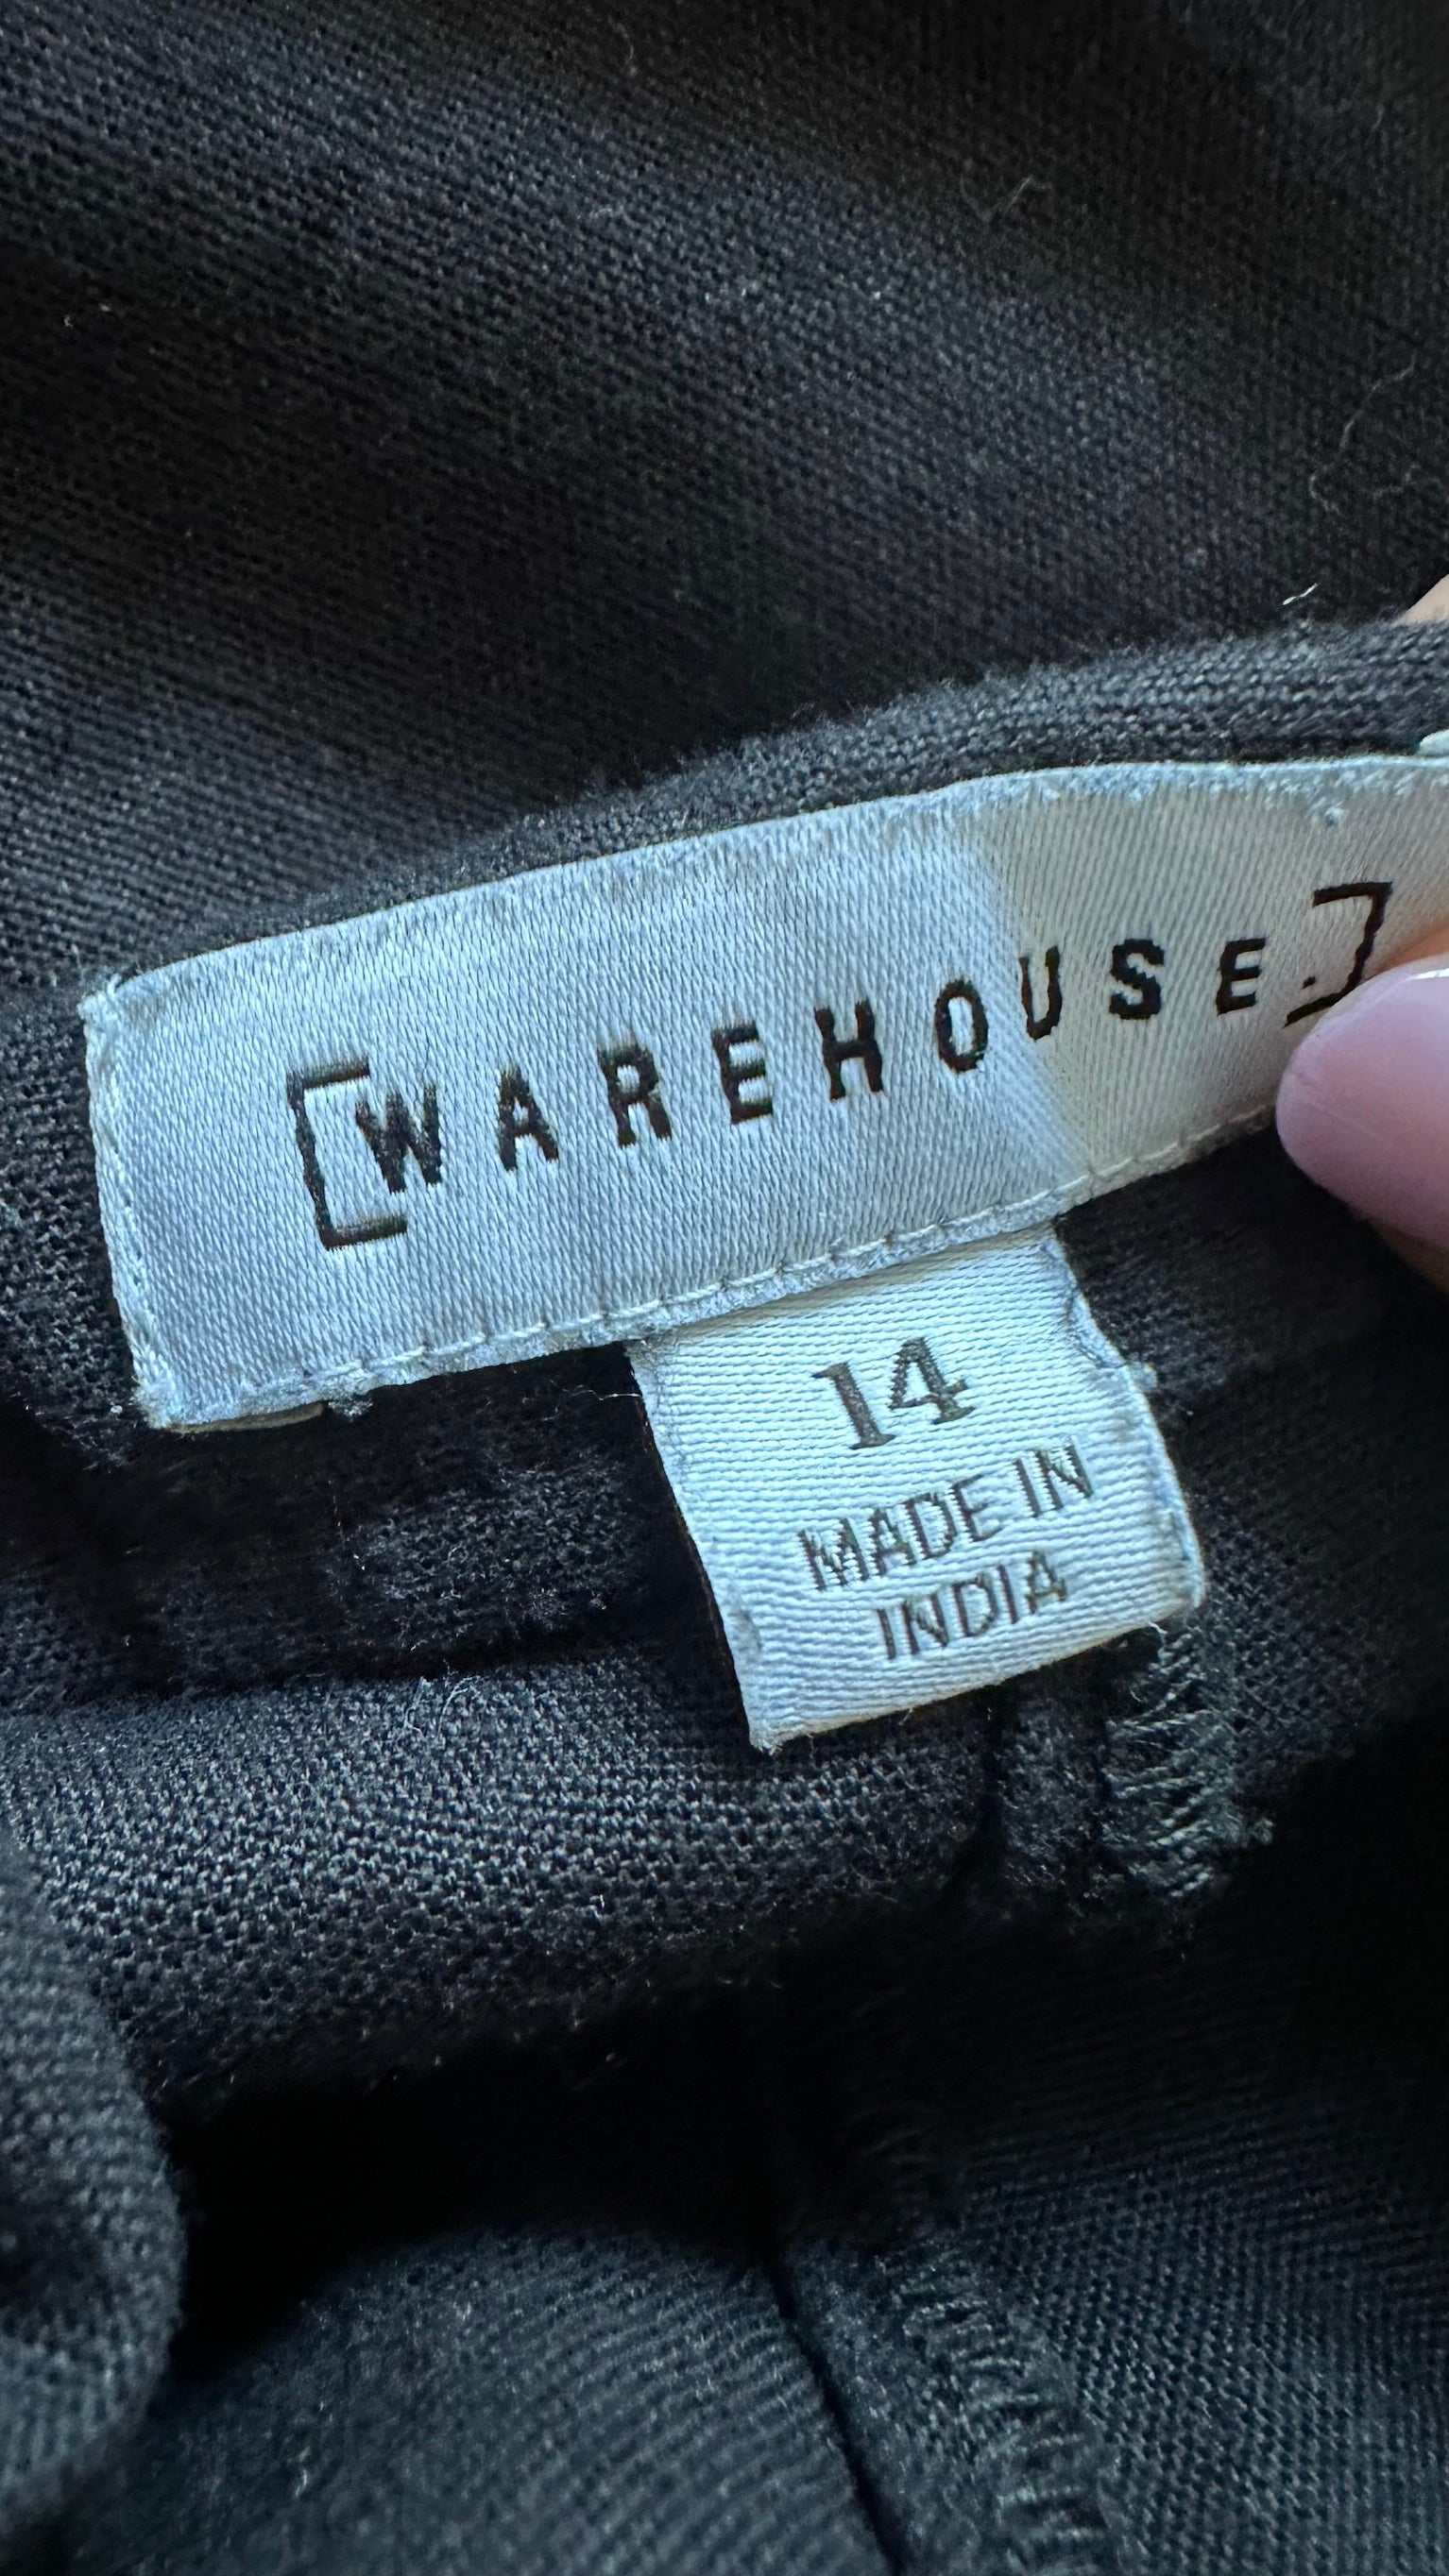 [WAREHOUSE.]
14
MADE IN
INDIA